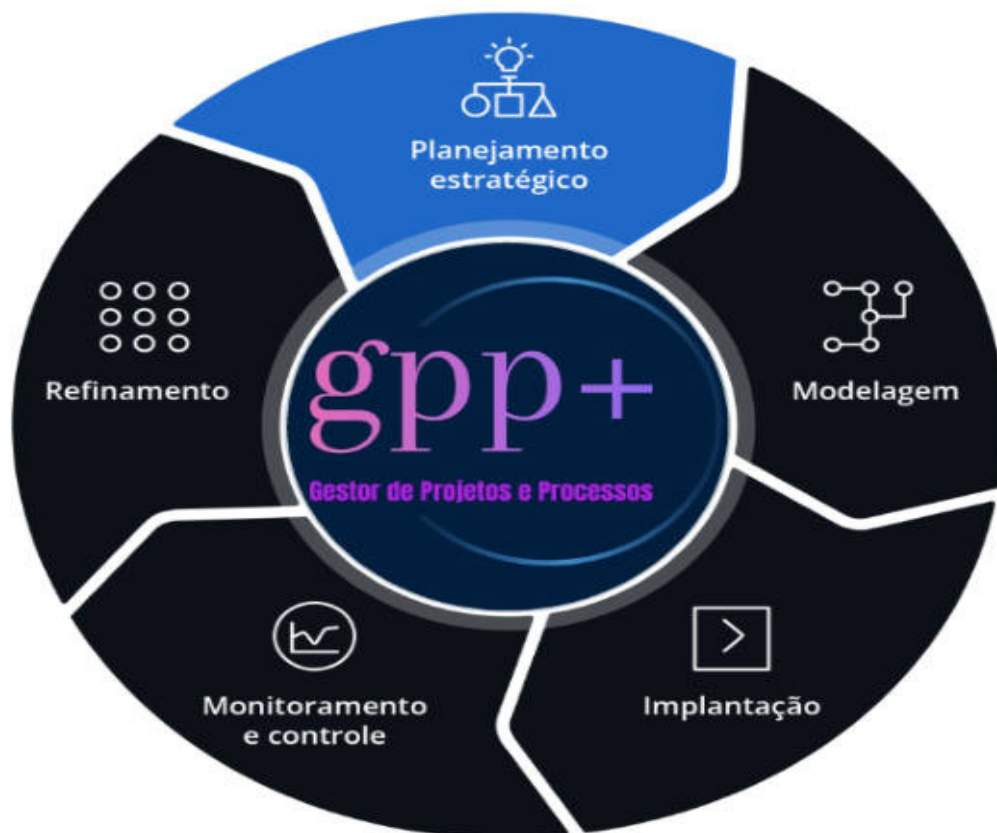 Planejamento
estratégico
Refinamento
Modelagem
gpp+
Gestor de Projetos e Processos
Monitoramento
e controle
Implantação